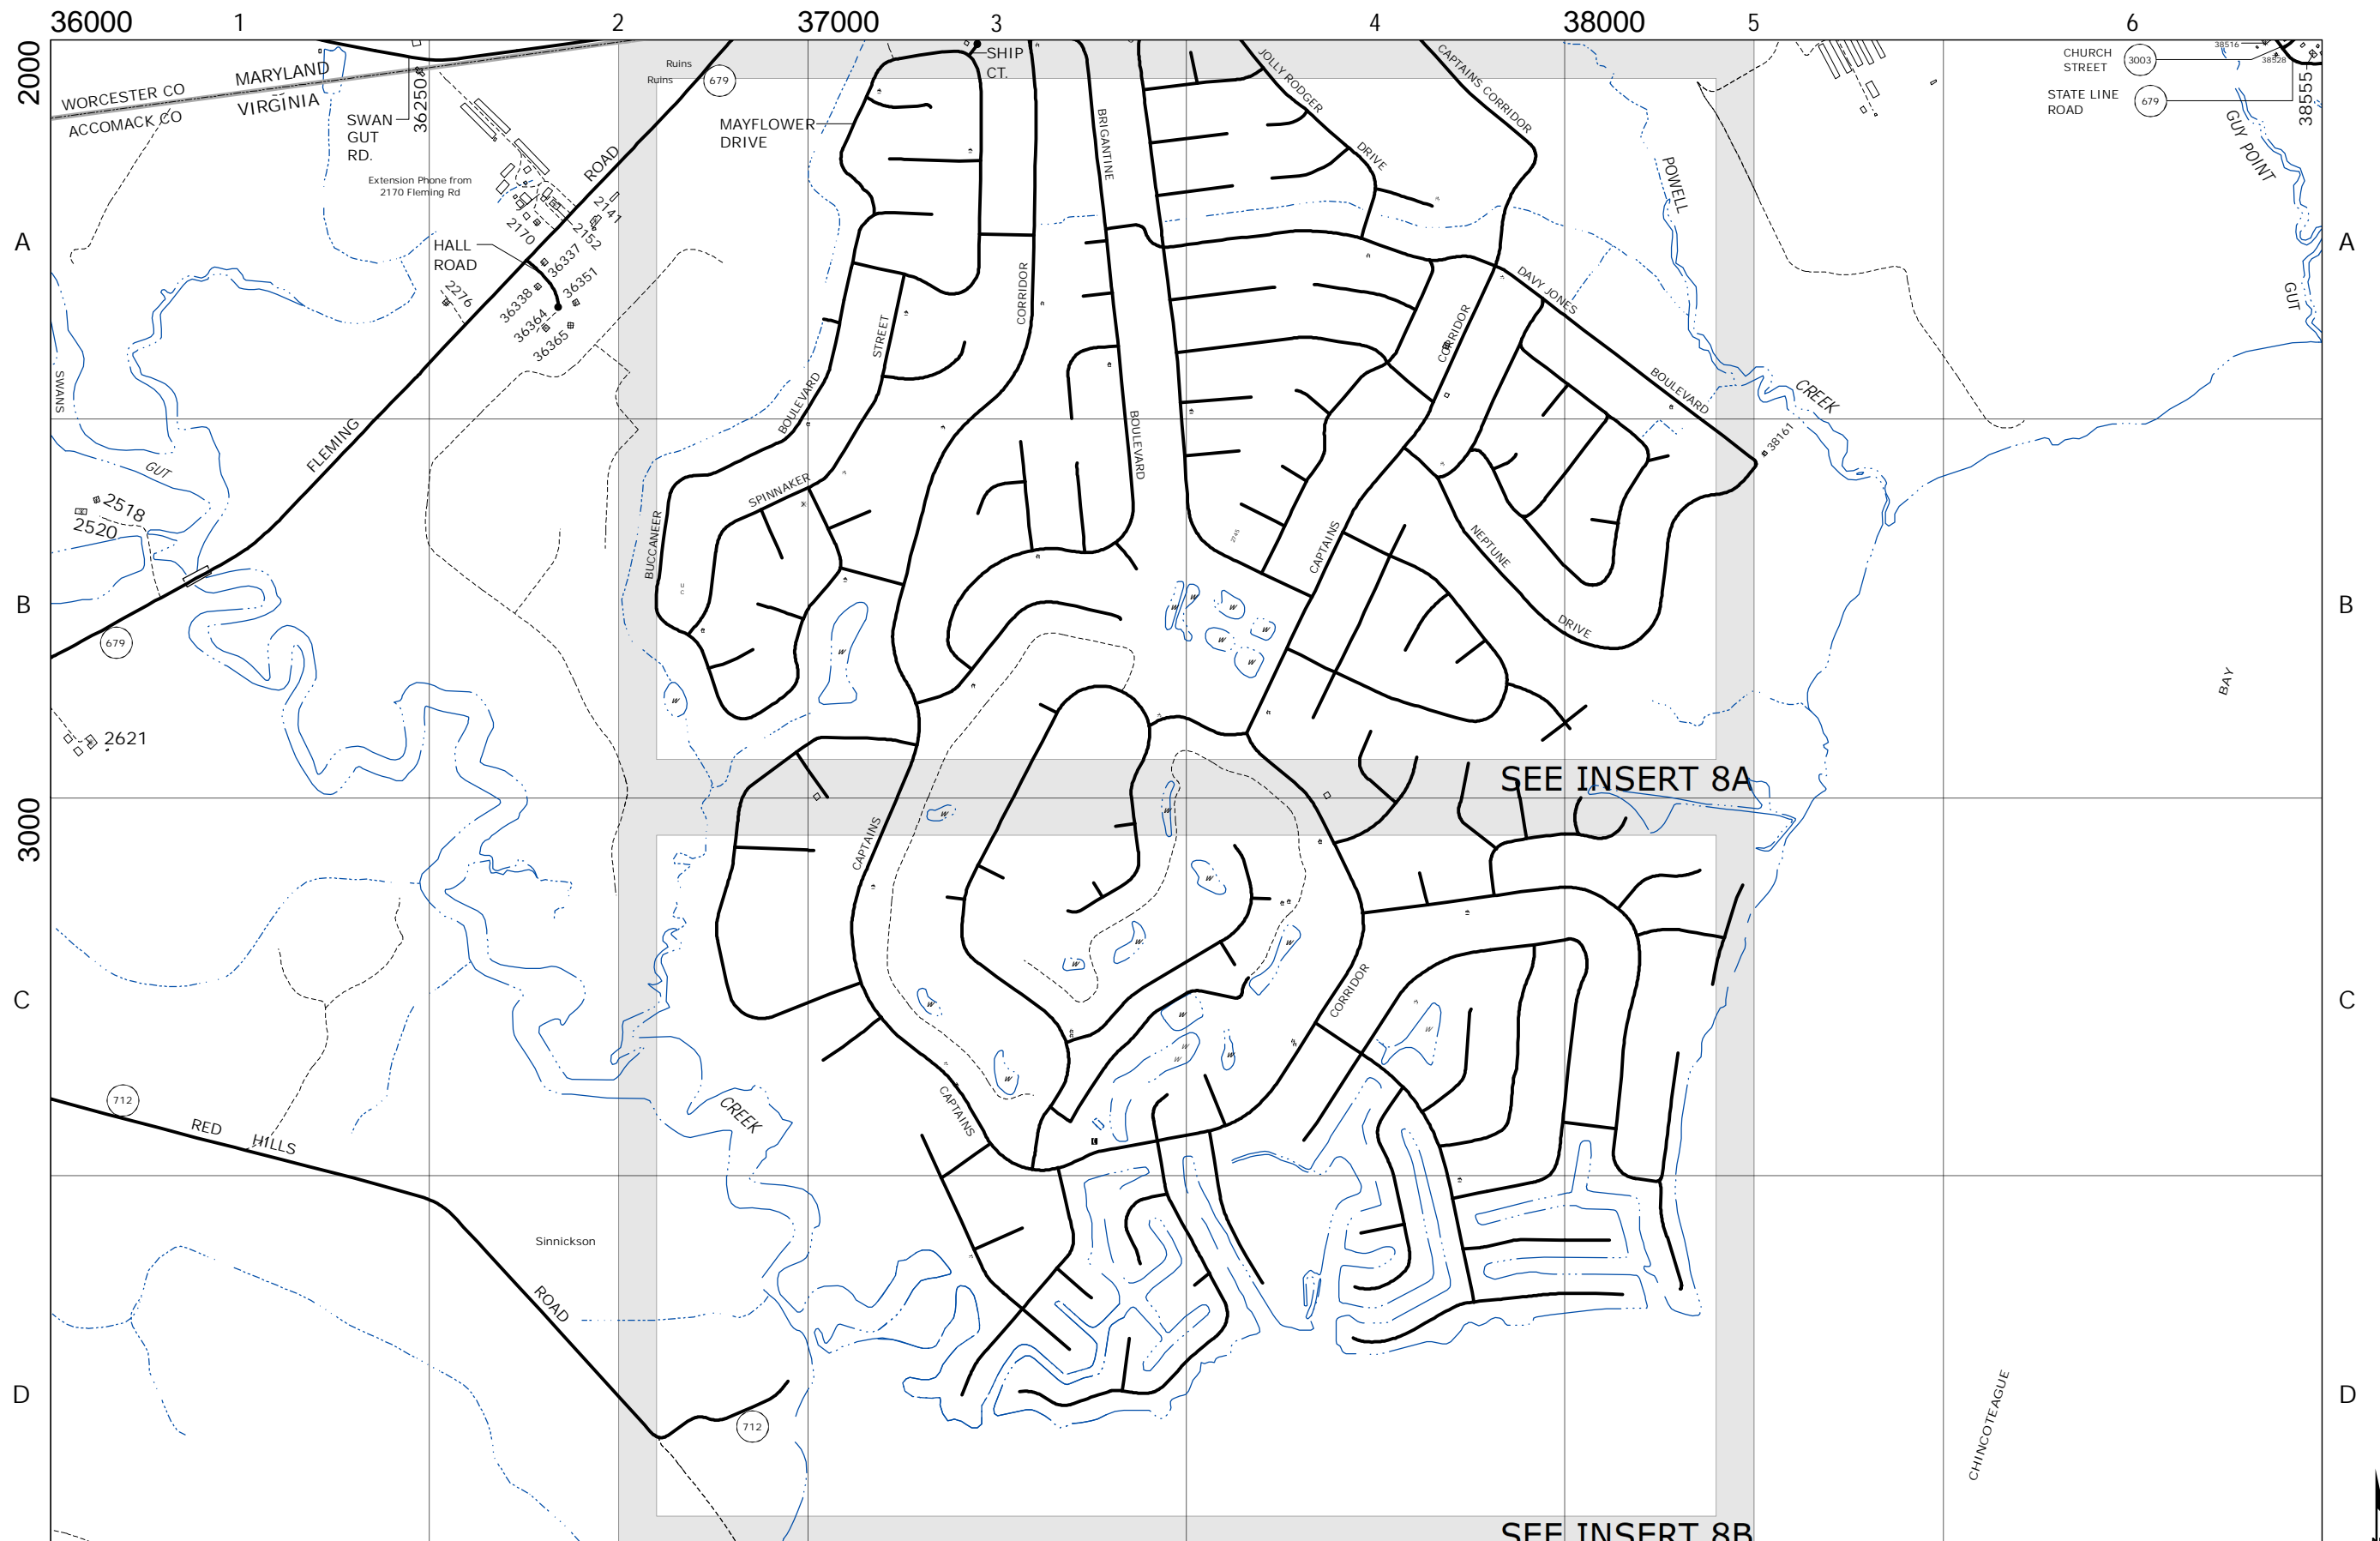 36000
1
2
37000
3
4
38000
5
6
2000
3000
A
B
C
D
A
B
C
D
WORCESTER CO
MARYLAND
ACCOMACK CO
VIRGINIA
SWAN
GUT
RD.
36250
Ruins
Ruins
679
SHIP
CT.
MAYFLOWER
DRIVE
Extension Phone from
2170 Fleming Rd
ROAD
2141
2152
2170
HALL
ROAD
36337
36351
36338
36364
36365
2276
FLEMING
SWANS
GUT
2518
2520
679
2621
BRIGANTINE
BOULEVARD
JOLLY RODGER
DRIVE
CAPTAINS CORRIDOR
POWELL
CREEK
CHURCH
STREET
3003
STATE LINE
ROAD
679
38516
38528
38555
GUY POINT
GUT
CORRIDOR
STREET
BOULEVARD
SPINNAKER
BUCCANEER
CORRIDOR
DAVY JONES
BOULEVARD
38161
CAPTAINS
NEPTUNE
DRIVE
2745
W
W
W
W
W
W
W
W
W
SEE INSERT 8A
BAY
CAPTAINS
W
W
W
W
W
W
W
W
W
W
W
W
W
W
CORRIDOR
CAPTAINS
CREEK
712
RED
HILLS
ROAD
Sinnickson
712
CHINCOTEAGUE
SEE INSERT 8B